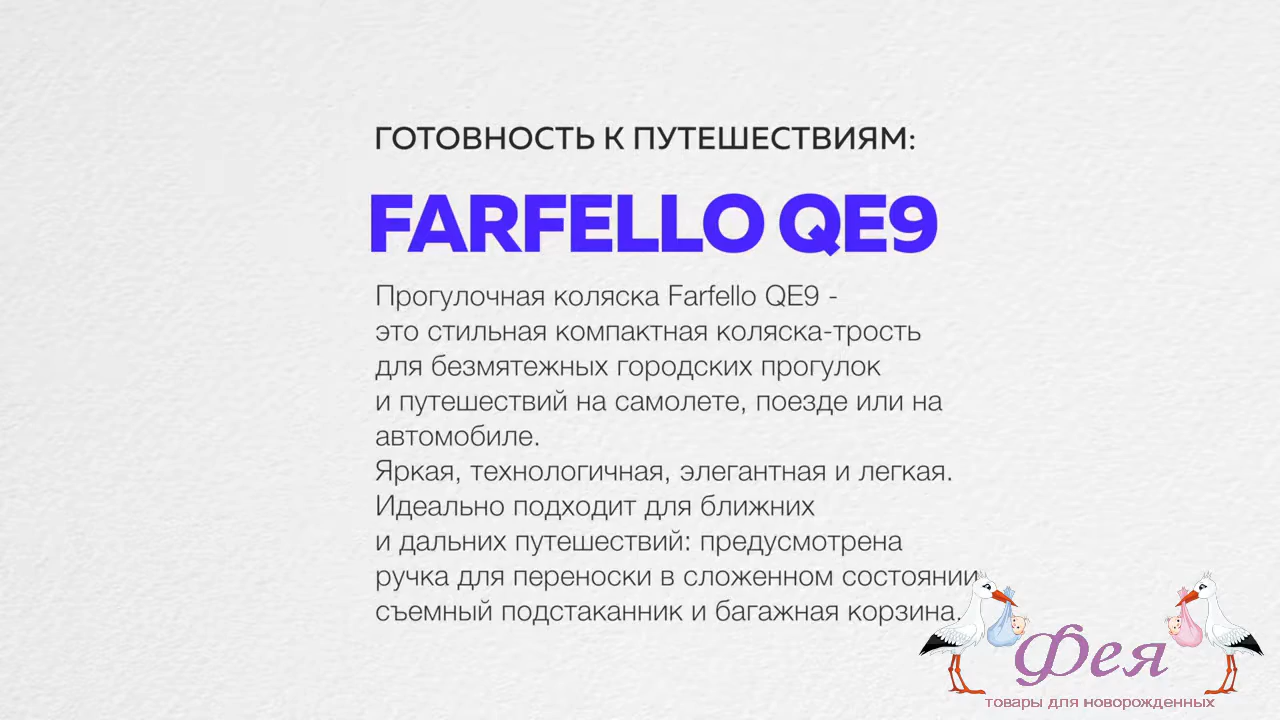 ГОТОВНОСТЬ К ПУТЕШЕСТВИЯМ:
FARFELLO QE9
Прогулочная коляска Farfello QE9 -
это стильная компактная коляска-трость
для безмятежных городских прогулок
и путешествий на самолете, поезде или на
автомобиле.
Яркая, технологичная, элегантная и легкая.
Идеально подходит для ближних
и дальних путешествий: предусмотрена
ручка для переноски в сложенном состоянии
съемный подстаканник и багажная корзина.
Фея
товары для новорожденных